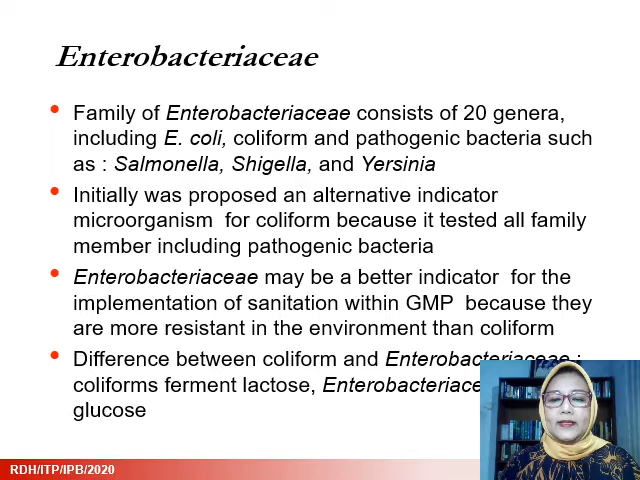 Enterobacteriaceae
• Family of Enterobacteriaceae consists of 20 genera,
including E. coli, coliform and pathogenic bacteria such
as : Salmonella, Shigella, and Yersinia
• Initially was proposed an alternative indicator
microorganism for coliform because it tested all family
member including pathogenic bacteria
• Enterobacteriaceae may be a better indicator for the
implementation of sanitation within GMP because they
are more resistant in the environment than coliform
• Difference between coliform and Enterobacteriaceae :
coliforms ferment lactose,
glucose
RDH/ITP/IPB/2020